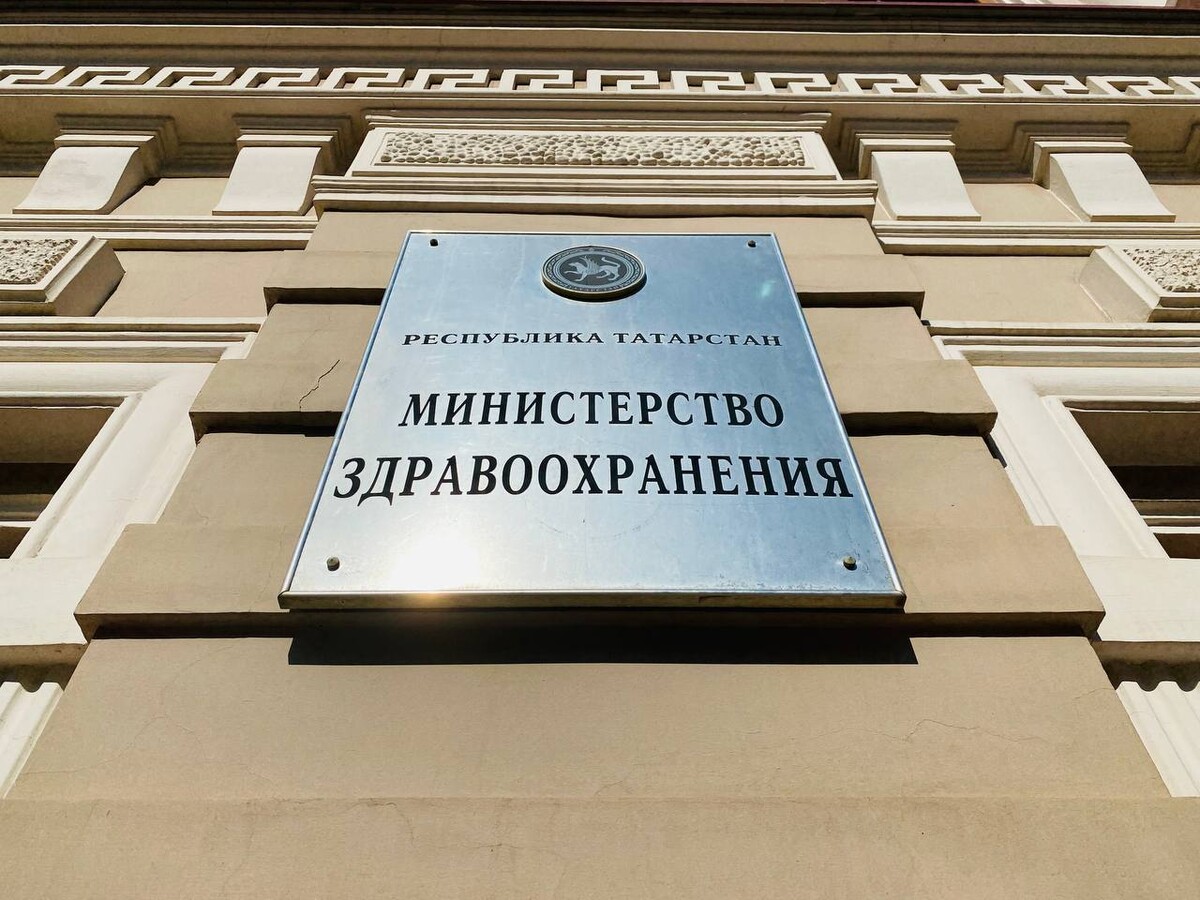 РЕСПУБЛИКА ТАТАРСТАН
МИНИСТЕРСТВО
ЗДРАВООХРАНЕНИЯ